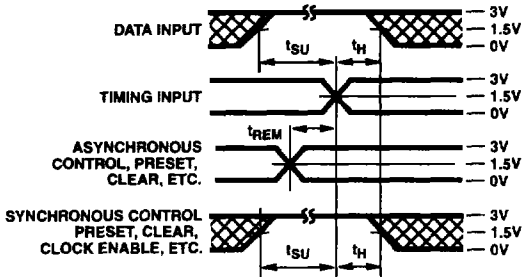 DATA INPUT
3V
1.5V
0V
tSU
tH
TIMING INPUT
3V
1.5V
0V
tREM
ASYNCHRONOUS
CONTROL, PRESET,
CLEAR, ETC.
3V
1.5V
0V
SYNCHRONOUS CONTROL
PRESET, CLEAR,
CLOCK ENABLE, ETC.
3V
1.5V
0V
tSU
tH